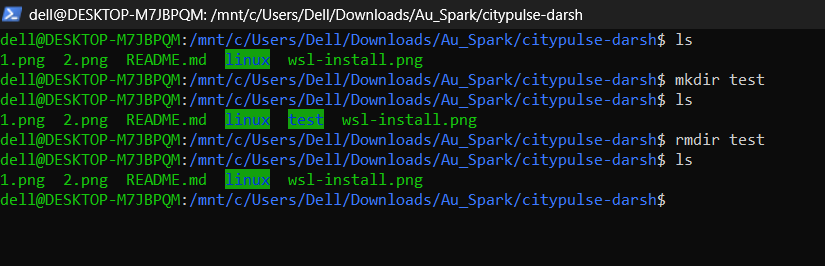 dell@DESKTOP-M7JBPQM: /mnt/c/Users/Dell/Downloads/Au_Spark/citypulse-darsh
dell@DESKTOP-M7JBPQM:/mnt/c/Users/Dell/Downloads/Au_Spark/citypulse-darsh$ ls
1.png  2.png  README.md  linux  wsl-install.png
dell@DESKTOP-M7JBPQM:/mnt/c/Users/Dell/Downloads/Au_Spark/citypulse-darsh$ mkdir test
dell@DESKTOP-M7JBPQM:/mnt/c/Users/Dell/Downloads/Au_Spark/citypulse-darsh$ ls
1.png  2.png  README.md  linux  test  wsl-install.png
dell@DESKTOP-M7JBPQM:/mnt/c/Users/Dell/Downloads/Au_Spark/citypulse-darsh$ rmdir test
dell@DESKTOP-M7JBPQM:/mnt/c/Users/Dell/Downloads/Au_Spark/citypulse-darsh$ ls
1.png  2.png  README.md  linux  wsl-install.png
dell@DESKTOP-M7JBPQM:/mnt/c/Users/Dell/Downloads/Au_Spark/citypulse-darsh$